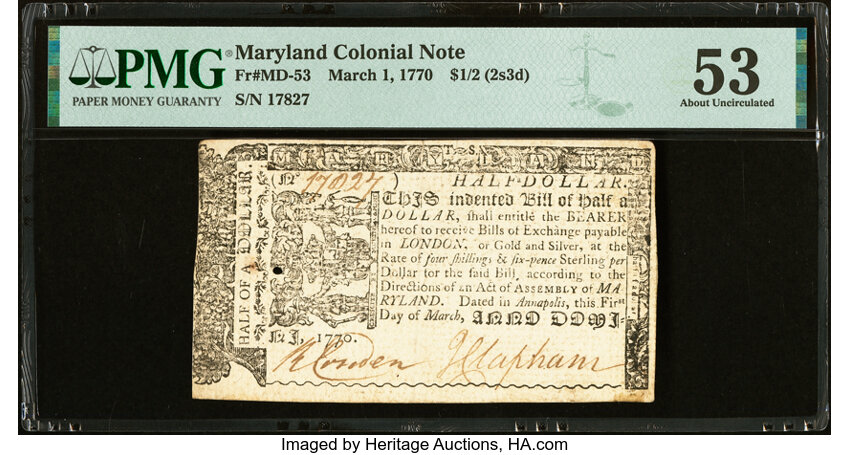 PMG®
PAPER MONEY GUARANTY
Maryland Colonial Note
Fr#MD-53 March 1, 1770 $1/2 (2s3d)
S/N 17827
53
About Uncirculated
HALF OF A DOLLAR.
MARYLAND
(No 17827) HALF-DOLLAR.
THIS indented Bill of Half a
DOLLAR, ſhall entitle the BEARER
hereof to receive Bills of Exchange payable
in LONDON, or Gold and Silver, at the
Rate of four ſhillings & ſix-pence Sterling per
Dollar for the ſaid Bill, according to the
Directions of an Act of ASSEMBLY of MA
RYLAND. Dated in Annapolis, this Firſt
Day of March, ANNO DOMI-
NI, 1770.
R Couden J Clapham
Imaged by Heritage Auctions, HA.com